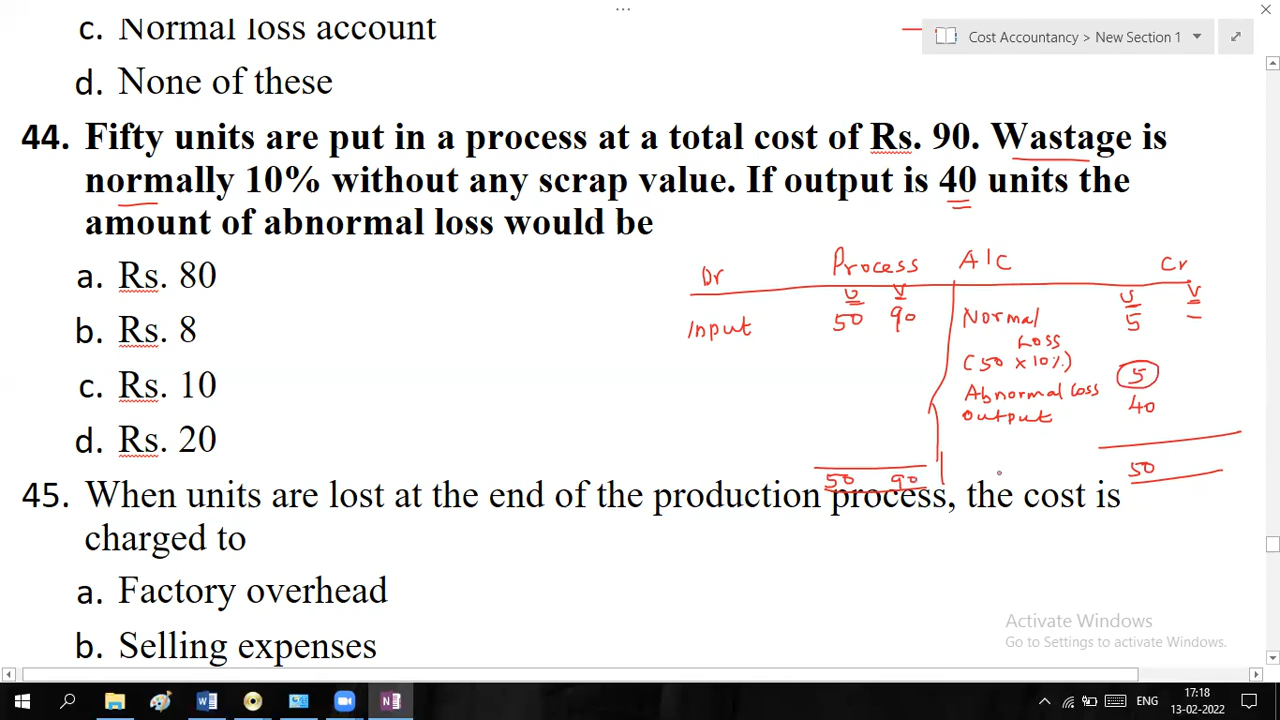 c. Normal loss account
Cost Accountancy > New Section 1
d. None of these
44. Fifty units are put in a process at a total cost of Rs. 90. Wastage is
normally 10% without any scrap value. If output is 40 units the
amount of abnormal loss would be
a. Rs. 80
b. Rs. 8
c. Rs. 10
d. Rs. 20
Dr Process A/C Cr
U V U V
Input 50 90 Normal 5 –
Loss
(50 x 10%)
5
Abnormal Loss
Output 40
50 90 50
45. When units are lost at the end of the production process, the cost is
charged to
a. Factory overhead
b. Selling expenses
Activate Windows
Go to Settings to activate Windows.
ENG
17:18
13-02-2022